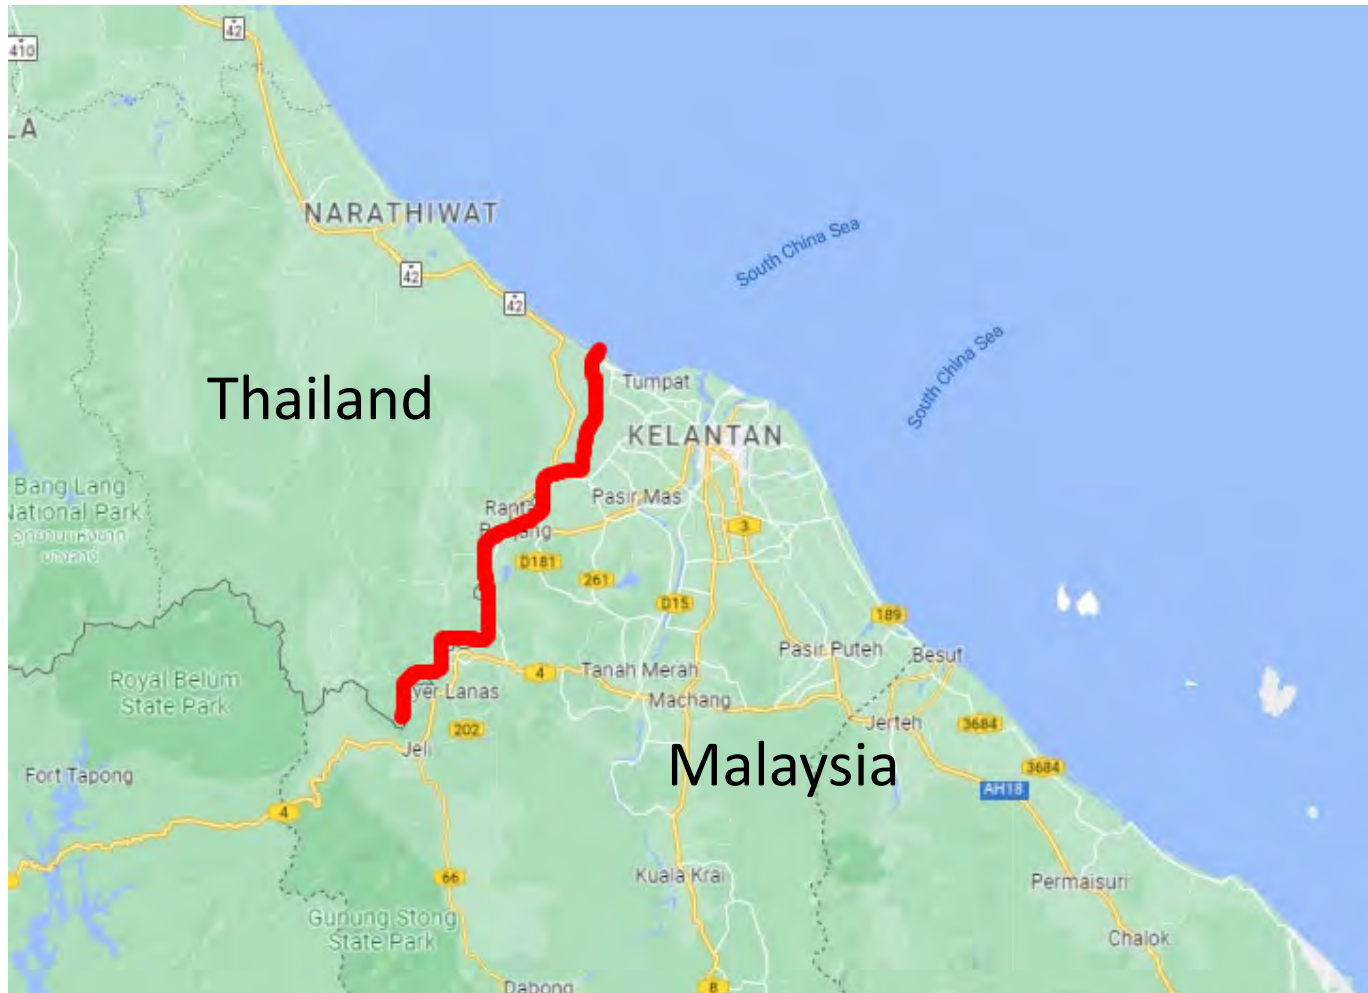 42
410
LA
NARATHIWAT
42
42
South China Sea
South China Sea
Thailand
Tumpat
KELANTAN
Bang Lang
National Park
Pasir Mas
3
D181
261
D15
189
Pasir Puteh
Besut
Royal Belum
State Park
4
Tanah Merah
Ayer Lanas
Machang
202
Jerteh
3684
Jeli
Malaysia
Fort Tapong
3684
AH18
4
66
Kuala Krai
Permaisuri
Gunung Stong
State Park
Chalok
Dabong
8